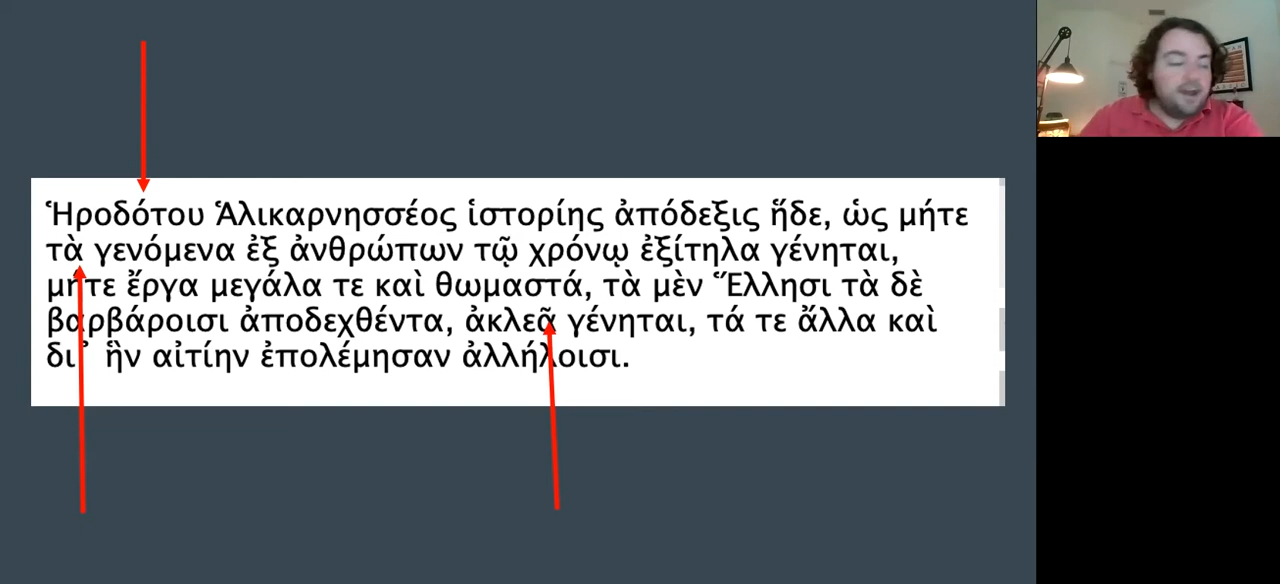 Ἡροδότου Ἁλικαρνησσέος ἱστορίης ἀπόδεξις ἥδε, ὡς μήτε
τὰ γενόμενα ἐξ ἀνθρώπων τῷ χρόνῳ ἐξίτηλα γένηται,
μήτε ἔργα μεγάλα τε καὶ θωμαστά, τὰ μὲν Ἕλλησι τὰ δὲ
βαρβάροισι ἀποδεχθέντα, ἀκλεᾶ γένηται, τά τε ἄλλα καὶ
δι᾽ ἣν αἰτίην ἐπολέμησαν ἀλλήλοισι.